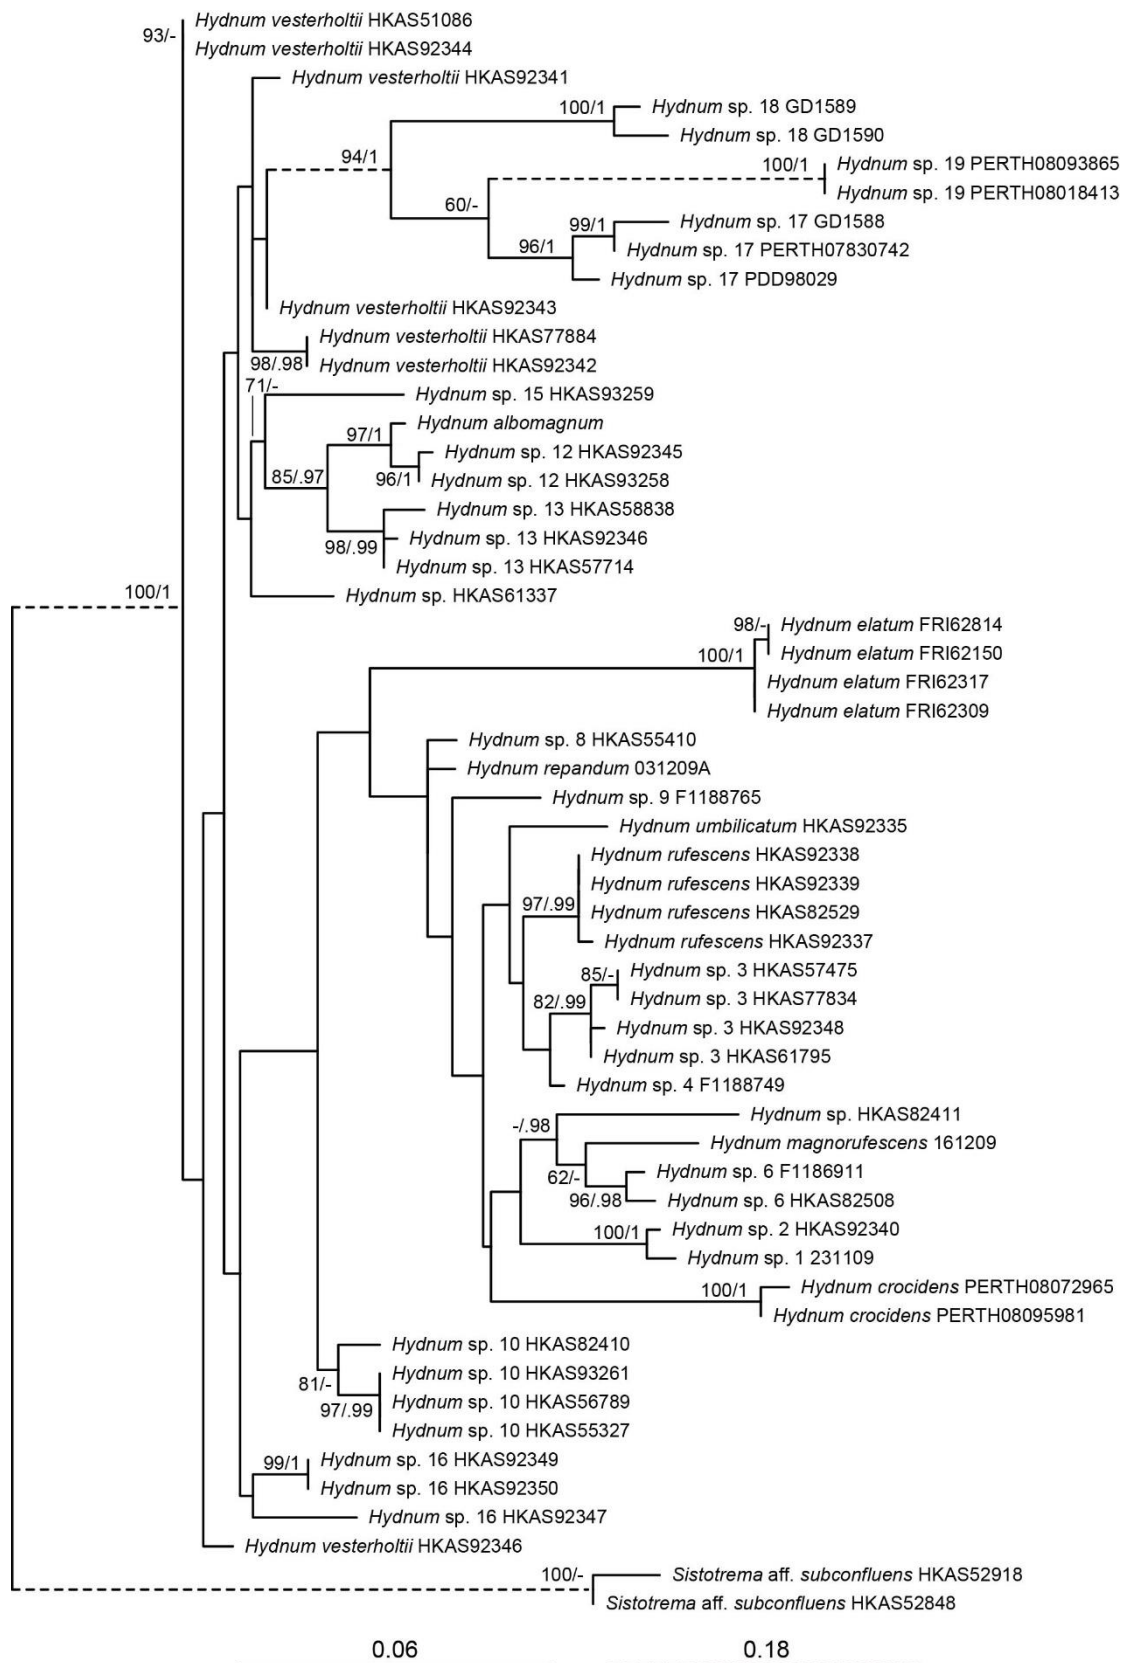 Hydnum vesterholtii HKAS51086
93/-
Hydnum vesterholtii HKAS92344
Hydnum vesterholtii HKAS92341
100/1
Hydnum sp. 18 GD1589
Hydnum sp. 18 GD1590
94/1
100/1
Hydnum sp. 19 PERTH08093865
Hydnum sp. 19 PERTH08018413
60/-
99/1
Hydnum sp. 17 GD1588
96/1
Hydnum sp. 17 PERTH07830742
Hydnum sp. 17 PDD98029
Hydnum vesterholtii HKAS92343
Hydnum vesterholtii HKAS77884
98/.98
Hydnum vesterholtii HKAS92342
71/-
Hydnum sp. 15 HKAS93259
Hydnum albomagnum
97/1
Hydnum sp. 12 HKAS92345
85/.97
96/1
Hydnum sp. 12 HKAS93258
Hydnum sp. 13 HKAS58838
98/.99
Hydnum sp. 13 HKAS92346
Hydnum sp. 13 HKAS57714
100/1
Hydnum sp. HKAS61337
98/-
Hydnum elatum FRI62814
100/1
Hydnum elatum FRI62150
Hydnum elatum FRI62317
Hydnum elatum FRI62309
Hydnum sp. 8 HKAS55410
Hydnum repandum 031209A
Hydnum sp. 9 F1188765
Hydnum umbilicatum HKAS92335
Hydnum rufescens HKAS92338
Hydnum rufescens HKAS92339
97/.99
Hydnum rufescens HKAS82529
Hydnum rufescens HKAS92337
85/-
Hydnum sp. 3 HKAS57475
82/.99
Hydnum sp. 3 HKAS77834
Hydnum sp. 3 HKAS92348
Hydnum sp. 3 HKAS61795
Hydnum sp. 4 F1188749
-/.98
Hydnum sp. HKAS82411
Hydnum magnorufescens 161209
62/-
Hydnum sp. 6 F1186911
96/.98
Hydnum sp. 6 HKAS82508
100/1
Hydnum sp. 2 HKAS92340
Hydnum sp. 1 231109
100/1
Hydnum crocidens PERTH08072965
Hydnum crocidens PERTH08095981
Hydnum sp. 10 HKAS82410
81/-
Hydnum sp. 10 HKAS93261
97/.99
Hydnum sp. 10 HKAS56789
Hydnum sp. 10 HKAS55327
99/1
Hydnum sp. 16 HKAS92349
Hydnum sp. 16 HKAS92350
Hydnum sp. 16 HKAS92347
Hydnum vesterholtii HKAS92346
100/-
Sistotrema aff. subconfluens HKAS52918
Sistotrema aff. subconfluens HKAS52848
0.06
0.18